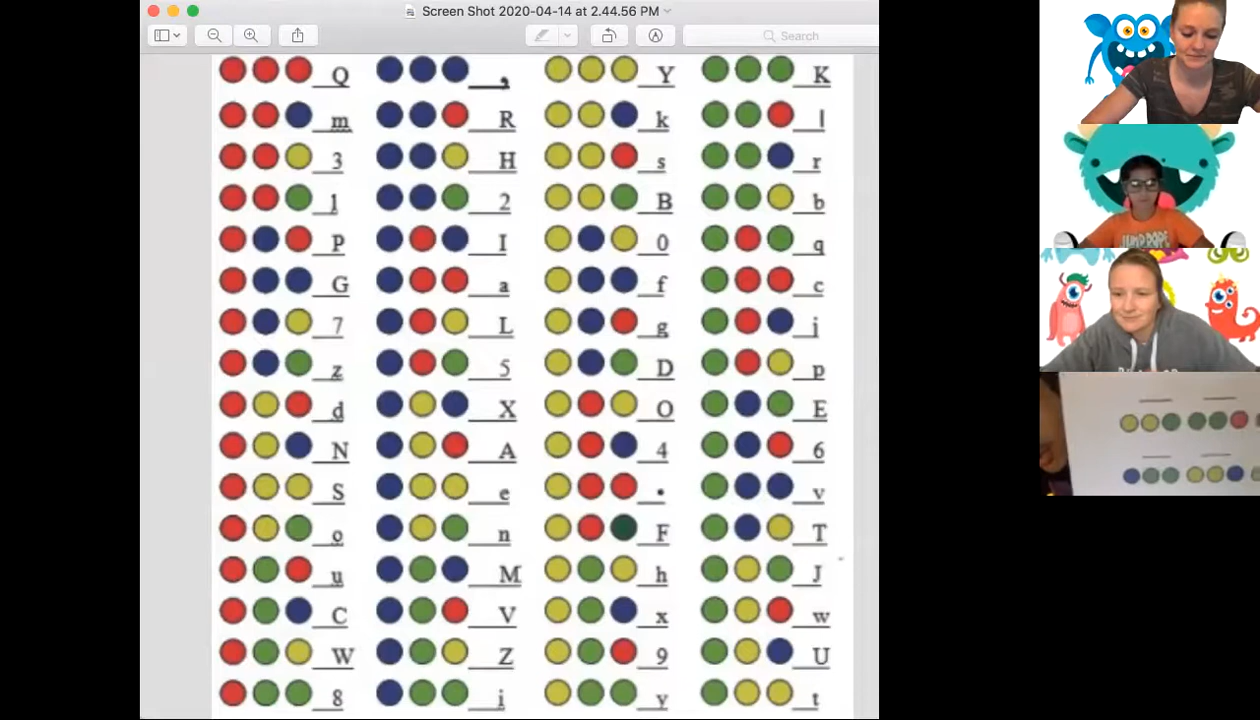 Screen Shot 2020-04-14 at 2.44.56 PM
Search
Q , Y K
m R k l
3 H s r
1 2 B b
P I 0 q
G a f c
7 L g j
z 5 D p
d X O E
N A 4 6
S e • v
o n F T
u M h J
C V x w
W Z 9 U
8 i y t